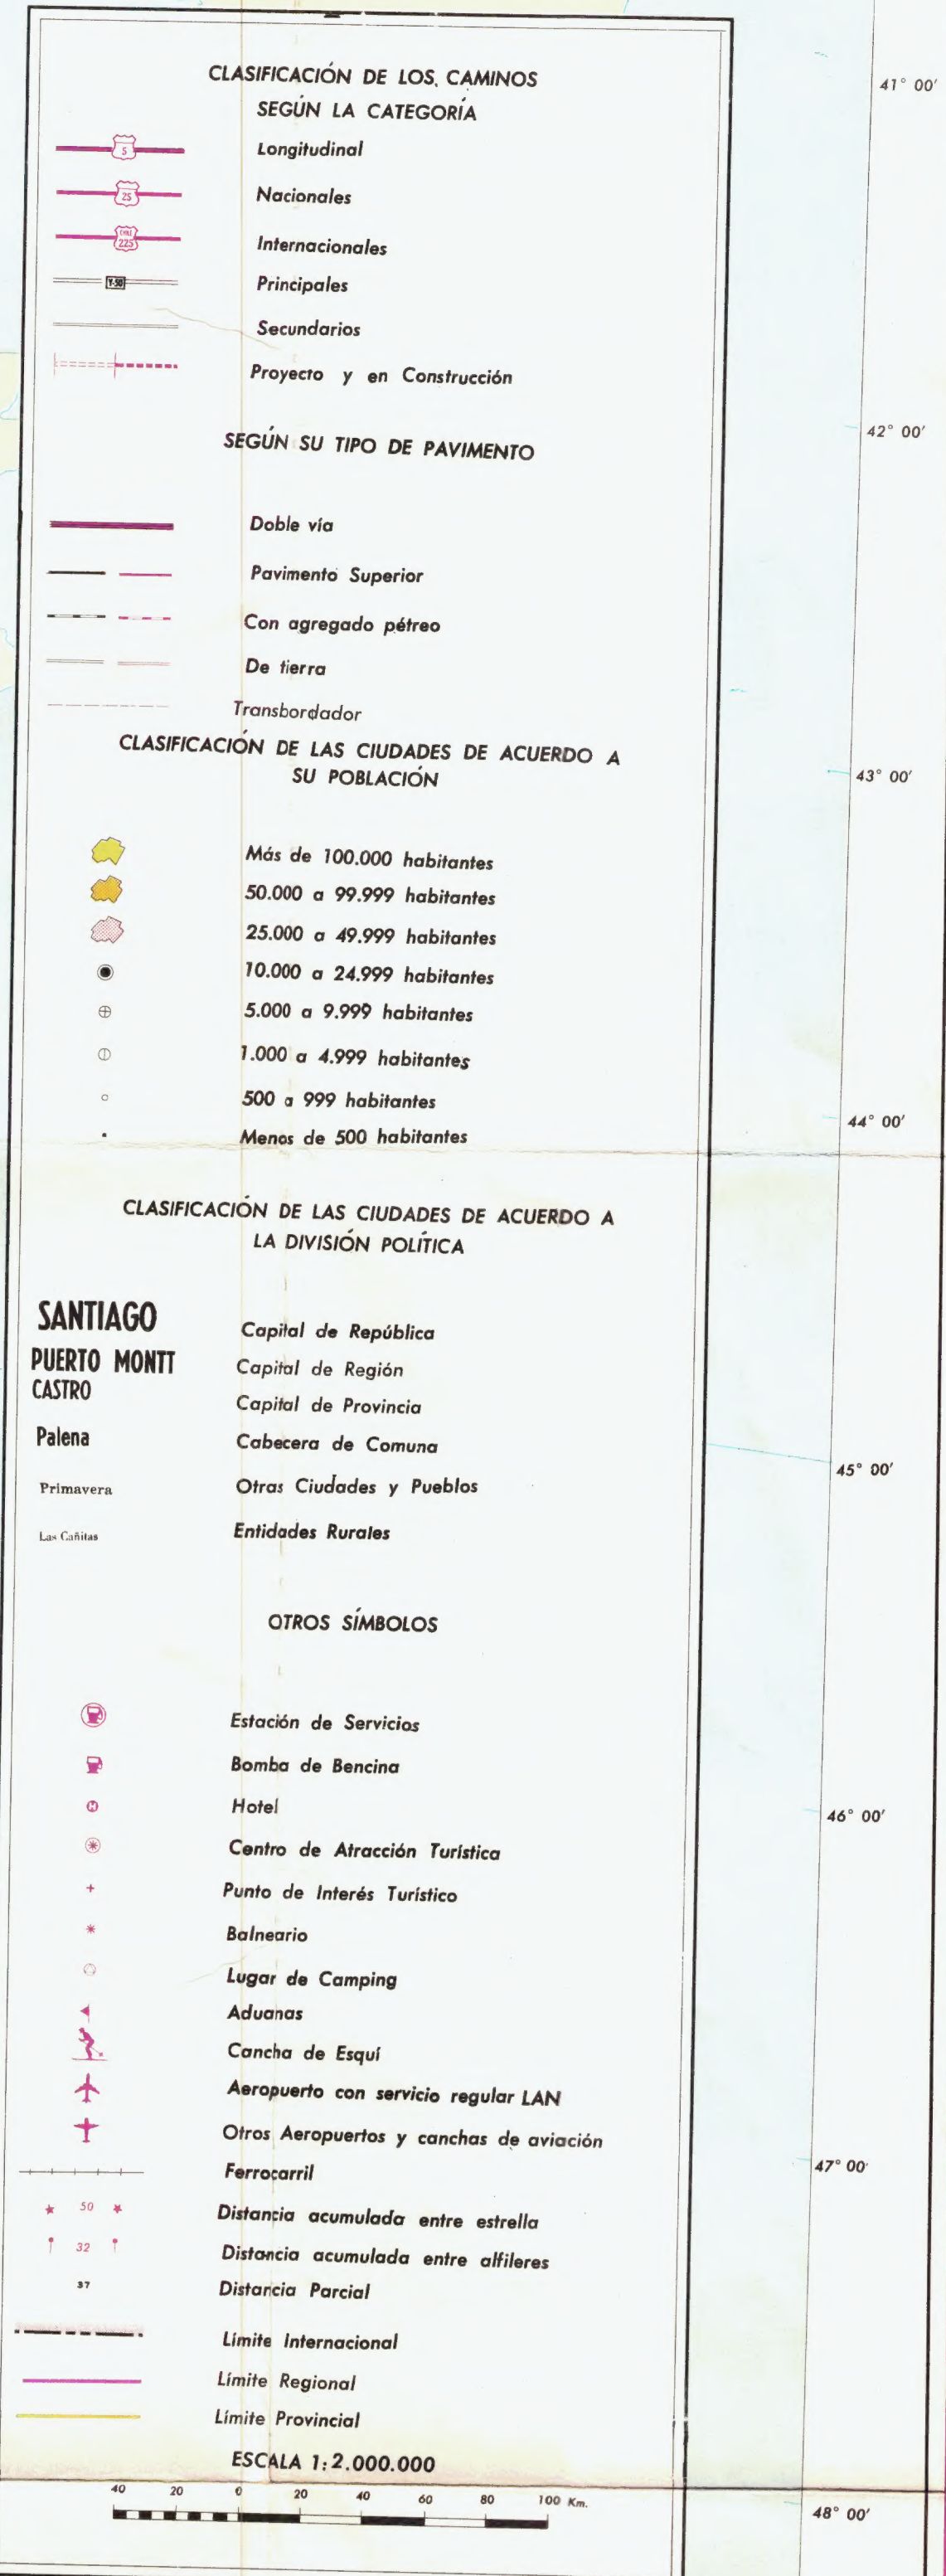 CLASIFICACIÓN DE LOS CAMINOS
SEGÚN LA CATEGORÍA
5 Longitudinal
25 Nacionales
CHILE 225 Internacionales
Y-50 Principales
Secundarios
Proyecto y en Construcción
SEGÚN SU TIPO DE PAVIMENTO
Doble vía
Pavimento Superior
Con agregado pétreo
De tierra
Transbordador
CLASIFICACIÓN DE LAS CIUDADES DE ACUERDO A
SU POBLACIÓN
Más de 100.000 habitantes
50.000 a 99.999 habitantes
25.000 a 49.999 habitantes
10.000 a 24.999 habitantes
5.000 a 9.999 habitantes
1.000 a 4.999 habitantes
500 a 999 habitantes
Menos de 500 habitantes
CLASIFICACIÓN DE LAS CIUDADES DE ACUERDO A
LA DIVISIÓN POLÍTICA
SANTIAGO Capital de República
PUERTO MONTT Capital de Región
CASTRO Capital de Provincia
Palena Cabecera de Comuna
Primavera Otras Ciudades y Pueblos
Las Cañitas Entidades Rurales
OTROS SÍMBOLOS
Estación de Servicios
Bomba de Bencina
H Hotel
Centro de Atracción Turística
Punto de Interés Turístico
Balneario
Lugar de Camping
Aduanas
Cancha de Esquí
Aeropuerto con servicio regular LAN
Otros Aeropuertos y canchas de aviación
Ferrocarril
50 Distancia acumulada entre estrella
32 Distancia acumulada entre alfileres
37 Distancia Parcial
Límite Internacional
Límite Regional
Límite Provincial
ESCALA 1:2.000.000
40 20 0 20 40 60 80 100 Km.
41° 00'
42° 00'
43° 00'
44° 00'
45° 00'
46° 00'
47° 00'
48° 00'